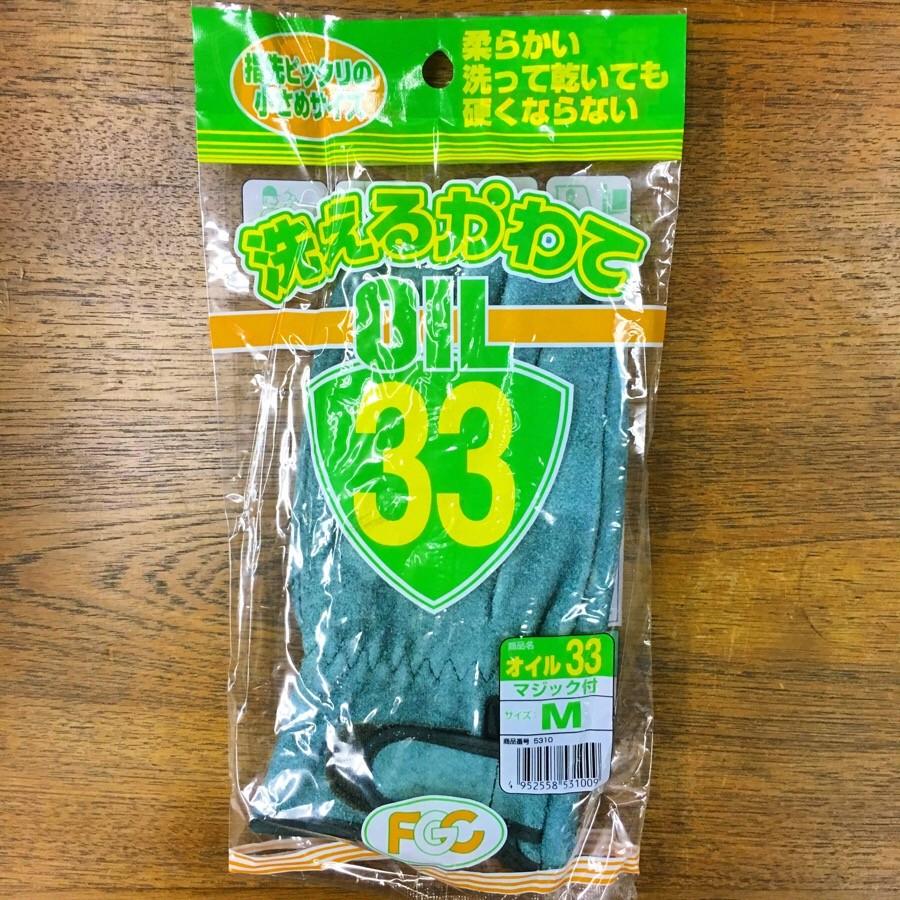 指先ピッタリの
小さめサイズ
柔らかい
洗って乾いても
硬くならない
洗えるかわて
OIL
33
商品名
オイル 33
マジック付
サイズ M
商品番号 5310
4 952558 531009
FGC